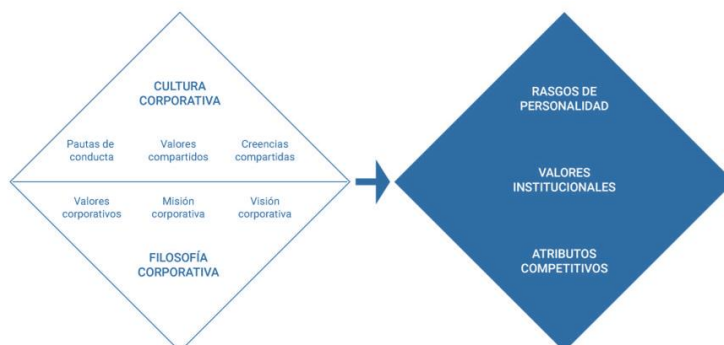 CULTURA
CORPORATIVA
Pautas de
conducta
Valores
compartidos
Creencias
compartidas
Valores
corporativos
Misión
corporativa
Visión
corporativa
FILOSOFÍA
CORPORATIVA
RASGOS DE
PERSONALIDAD
VALORES
INSTITUCIONALES
ATRIBUTOS
COMPETITIVOS